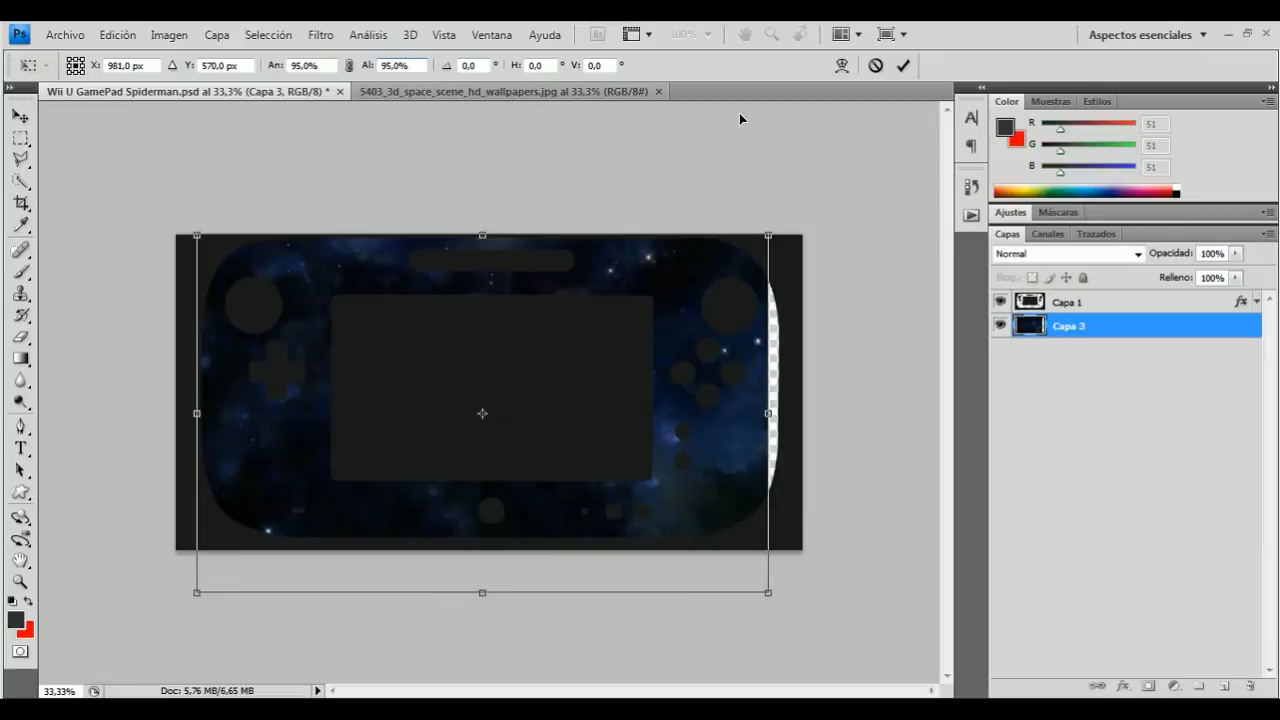 Ps Archivo Edición Imagen Capa Selección Filtro Análisis 3D Vista Ventana Ayuda 100% Aspectos esenciales
X: 981,0 px Y: 570,0 px An: 95,0% Al: 95,0% 0,0 ° H: 0,0 ° V: 0,0 °
Wii U GamePad Spiderman.psd al 33,3% (Capa 3, RGB/8) * 5403_3d_space_scene_hd_wallpapers.jpg al 33,3% (RGB/8#)
Color Muestras Estilos
R 51
G 51
B 51
Ajustes Máscaras
Capas Canales Trazados
Normal Opacidad: 100%
Bloq.: Relleno: 100%
Capa 1 fx
Capa 3
33,33% Doc: 5,76 MB/6,65 MB